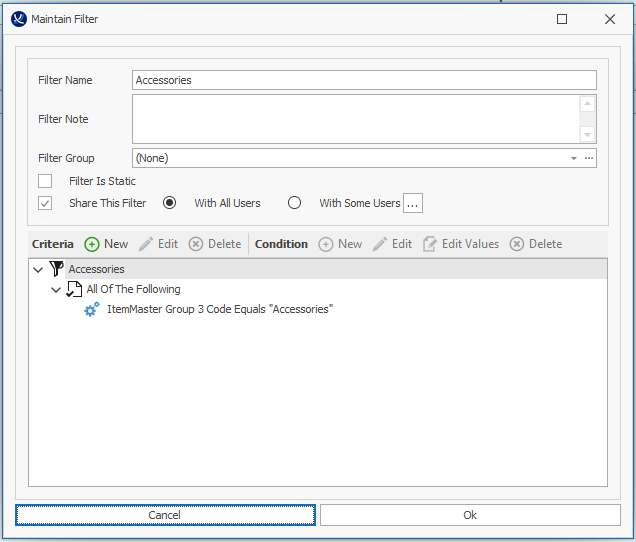 Maintain Filter
Filter Name Accessories
Filter Note
Filter Group (None) ...
Filter Is Static
Share This Filter With All Users With Some Users ...
Criteria New Edit Delete Condition New Edit Edit Values Delete
Accessories
All Of The Following
ItemMaster Group 3 Code Equals "Accessories"
Cancel Ok